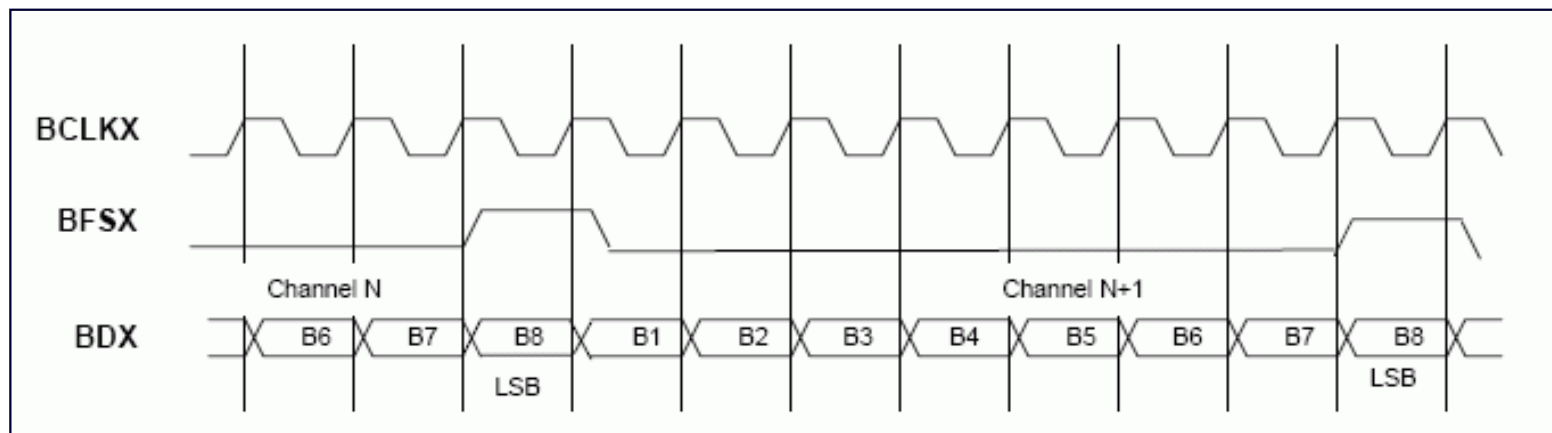 BCLKX
BFSX
Channel N Channel N+1
BDX B6 B7 B8 B1 B2 B3 B4 B5 B6 B7 B8
LSB LSB